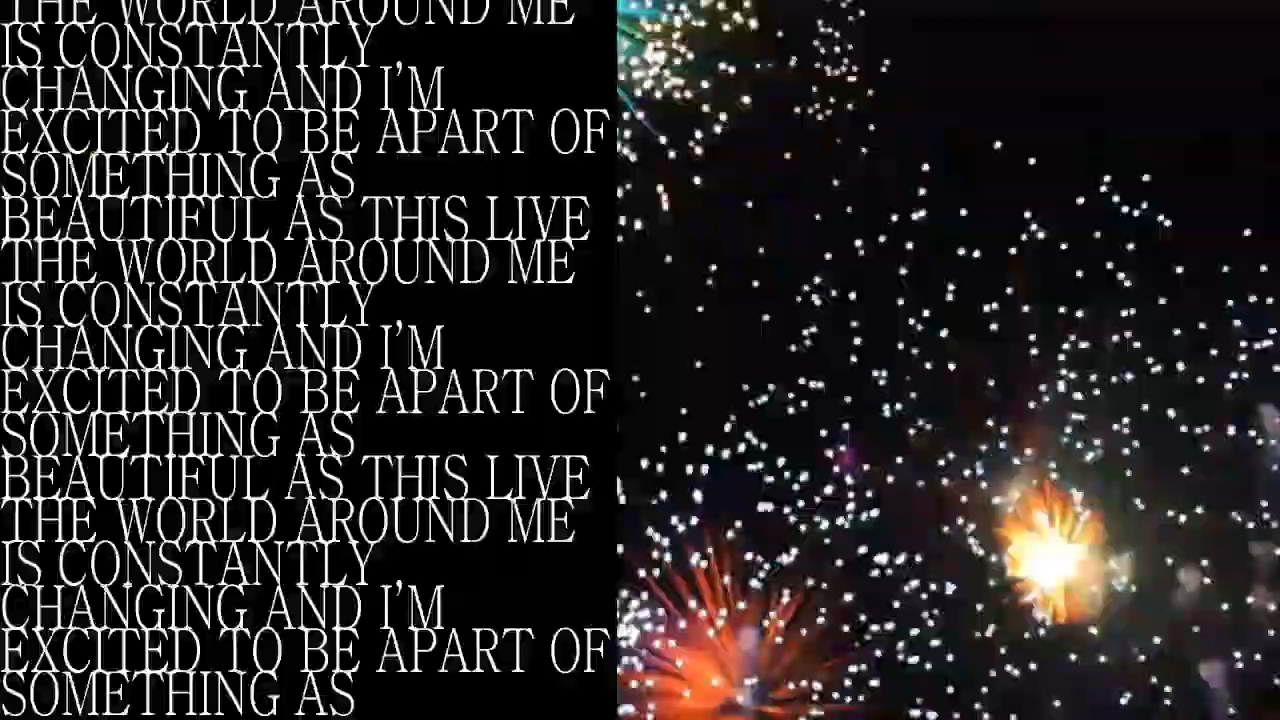 THE WORLD AROUND ME
IS CONSTANTLY
CHANGING AND I'M
EXCITED TO BE APART OF
SOMETHING AS
BEAUTIFUL AS THIS LIVE
THE WORLD AROUND ME
IS CONSTANTLY
CHANGING AND I'M
EXCITED TO BE APART OF
SOMETHING AS
BEAUTIFUL AS THIS LIVE
THE WORLD AROUND ME
IS CONSTANTLY
CHANGING AND I'M
EXCITED TO BE APART OF
SOMETHING AS